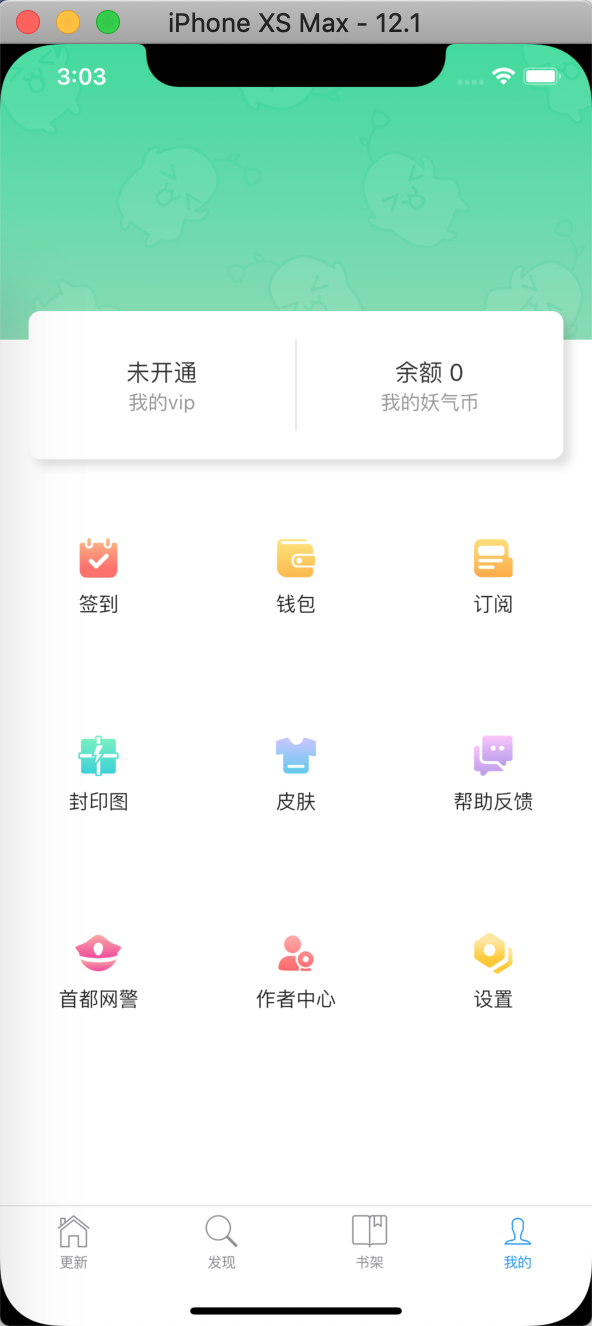 iPhone XS Max - 12.1
3:03
未开通
余额 0
我的vip
我的妖气币
签到
钱包
订阅
封印图
皮肤
帮助反馈
首都网警
作者中心
设置
更新
发现
书架
我的